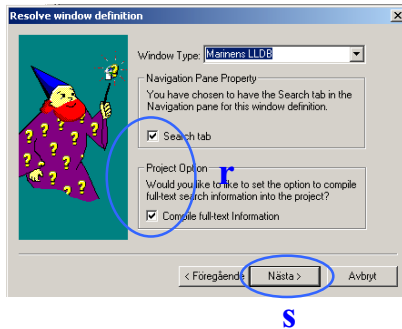 Resolve window definition
Window Type: Marinens LLDB
Navigation Pane Property
You have chosen to have the Search tab in the
Navigation pane for this window definition.
Search tab
r
Project Option
Would you like to like to set the option to compile
full-text search information into the project?
Compile full-text Information
< Föregående Nästa > Avbryt
s